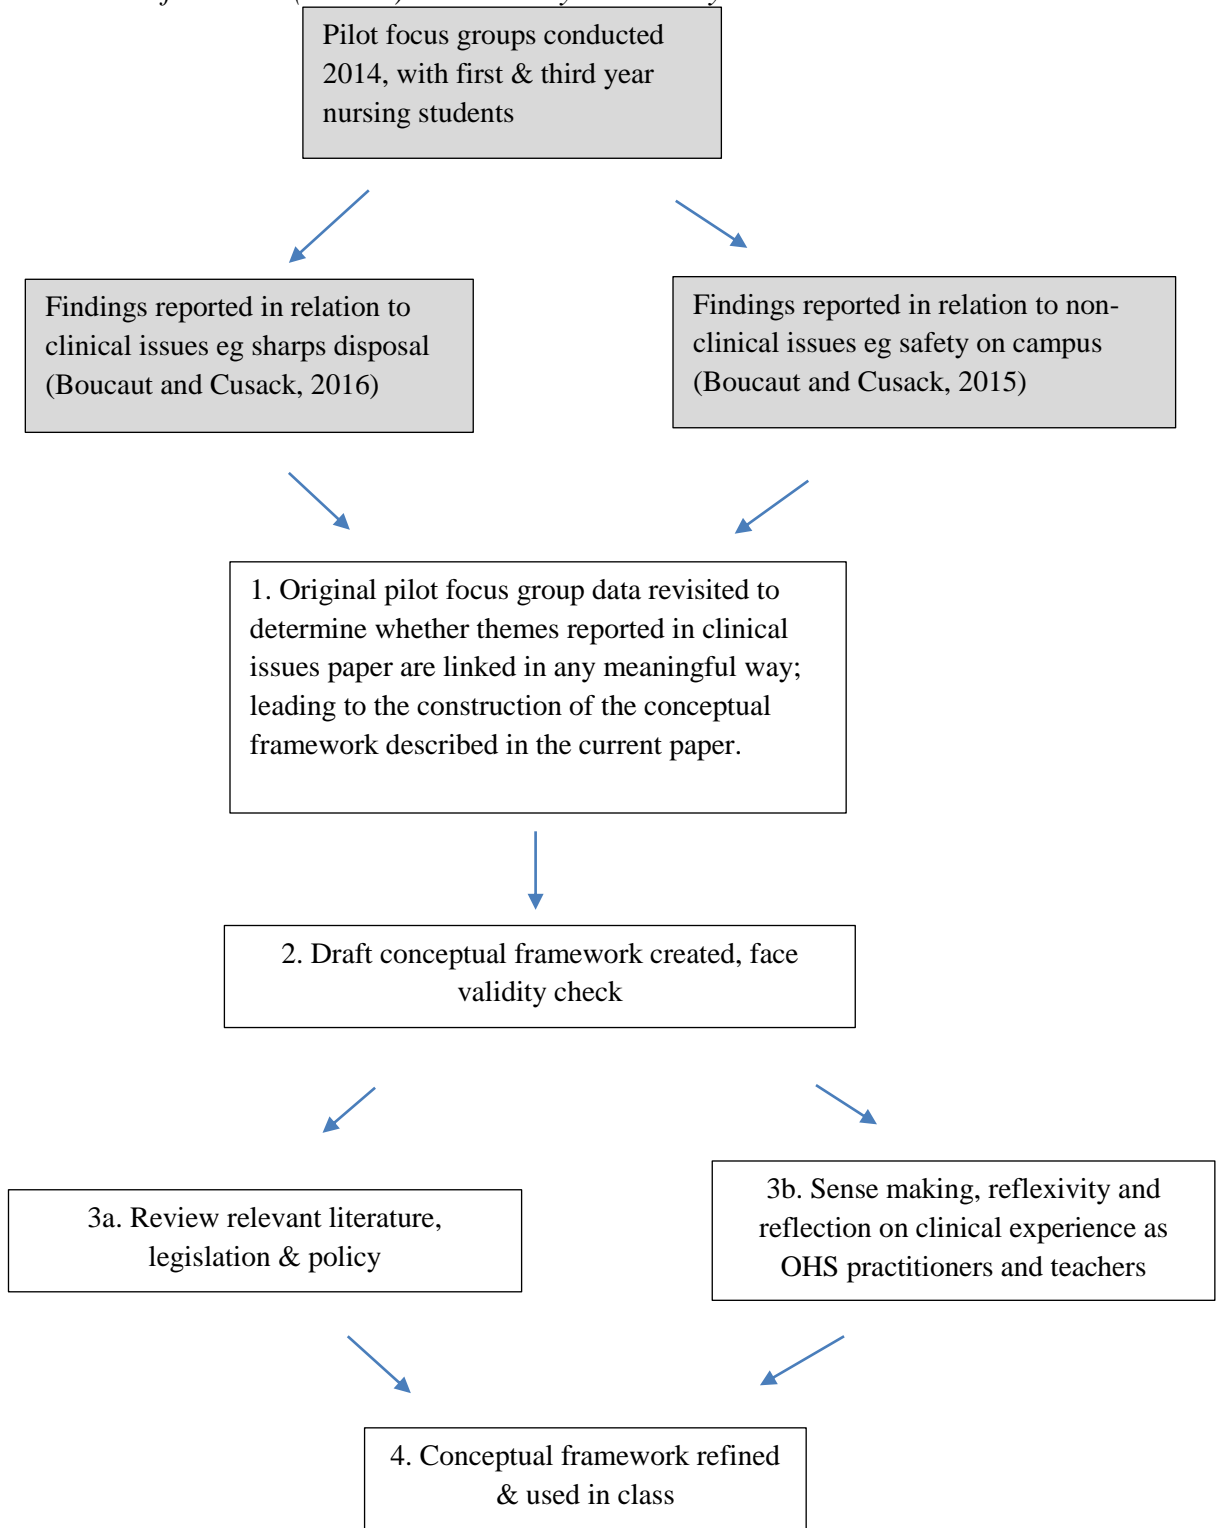 Pilot focus groups conducted
2014, with first & third year
nursing students
Findings reported in relation to
clinical issues eg sharps disposal
(Boucaut and Cusack, 2016)
Findings reported in relation to non-
clinical issues eg safety on campus
(Boucaut and Cusack, 2015)
1. Original pilot focus group data revisited to
determine whether themes reported in clinical
issues paper are linked in any meaningful way;
leading to the construction of the conceptual
framework described in the current paper.
2. Draft conceptual framework created, face
validity check
3a. Review relevant literature,
legislation & policy
3b. Sense making, reflexivity and
reflection on clinical experience as
OHS practitioners and teachers
4. Conceptual framework refined
& used in class